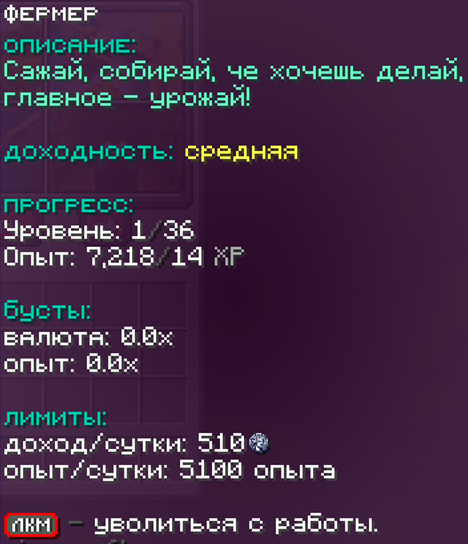 ФЕРМЕР
ОПИСАНИЕ:
Сажай, собирай, че хочешь делай,
главное - урожай!
ДОХОДНОСТЬ: средняя
ПРОГРЕСС:
Уровень: 1/36
Опыт: 7,218/14 XP
бусты:
валюта: 0.0x
опыт: 0.0x
лимиты:
доход/сутки: 510
опыт/сутки: 5100 опыта
ЛКМ - уволиться с работы.